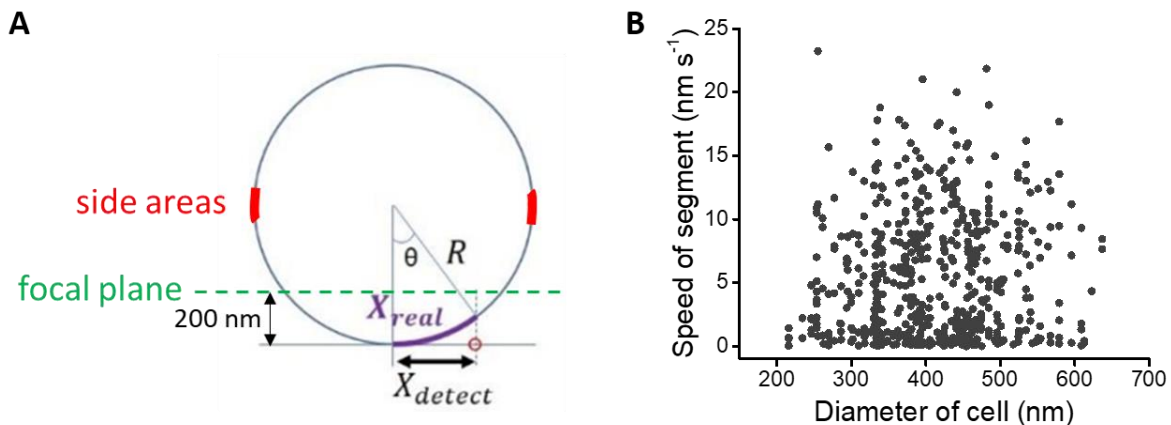 A
side areas
focal plane
200 nm
θ
R
X_real
X_detect
B
Speed of segment (nm s⁻¹)
25
20
15
10
5
0
200 300 400 500 600 700
Diameter of cell (nm)